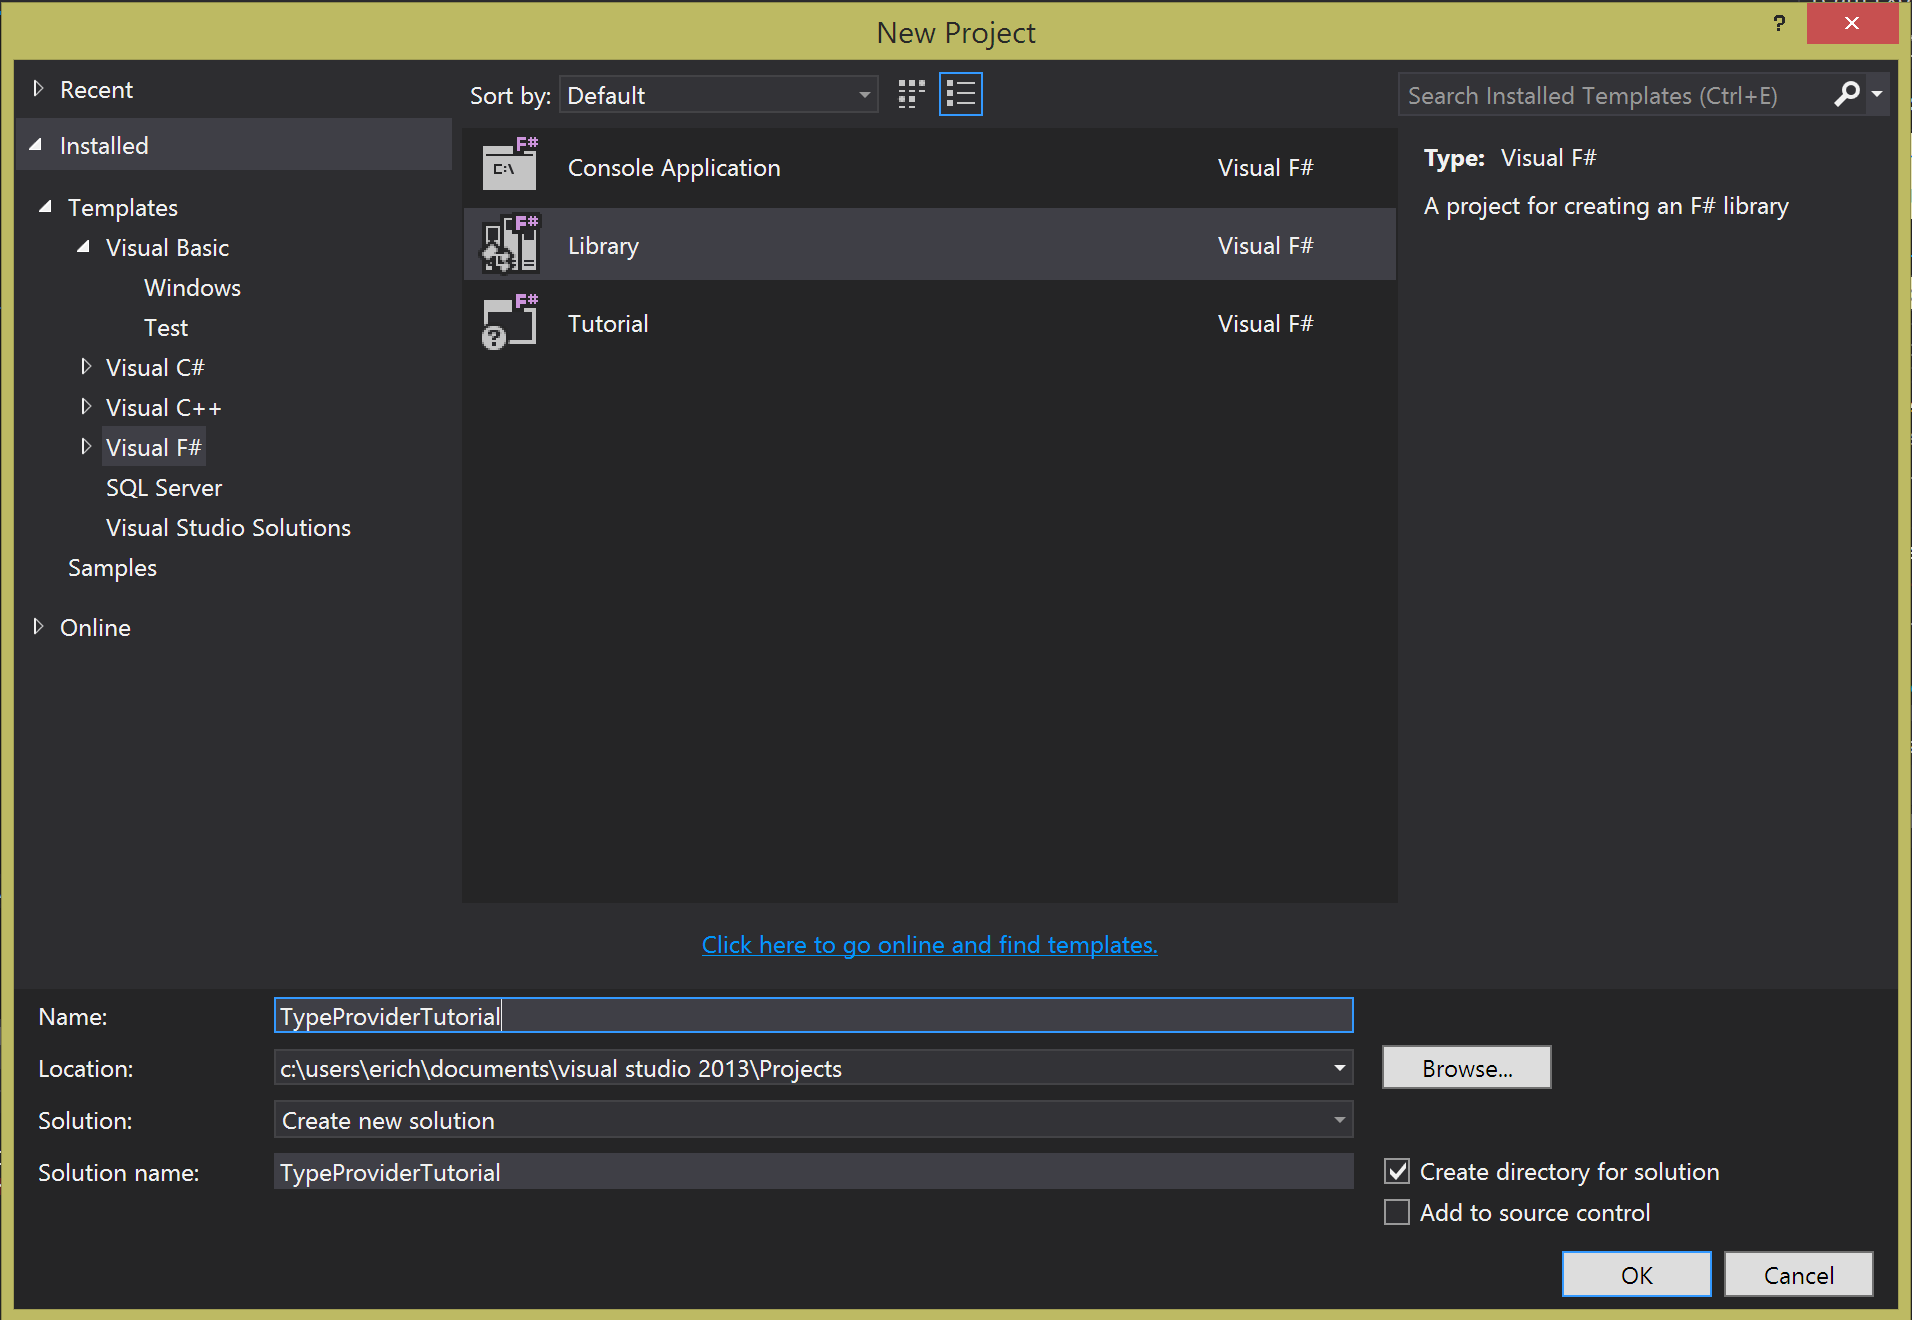 New Project
?
Recent
Installed
Templates
Visual Basic
Windows
Test
Visual C#
Visual C++
Visual F#
SQL Server
Visual Studio Solutions
Samples
Online
Sort by: Default
F#
C:\
Console Application Visual F#
F#
Library Visual F#
F#
?
Tutorial Visual F#
Click here to go online and find templates.
Search Installed Templates (Ctrl+E)
Type: Visual F#
A project for creating an F# library
Name: TypeProviderTutorial
Location: c:\users\erich\documents\visual studio 2013\Projects
Browse...
Solution: Create new solution
Solution name: TypeProviderTutorial
Create directory for solution
Add to source control
OK
Cancel